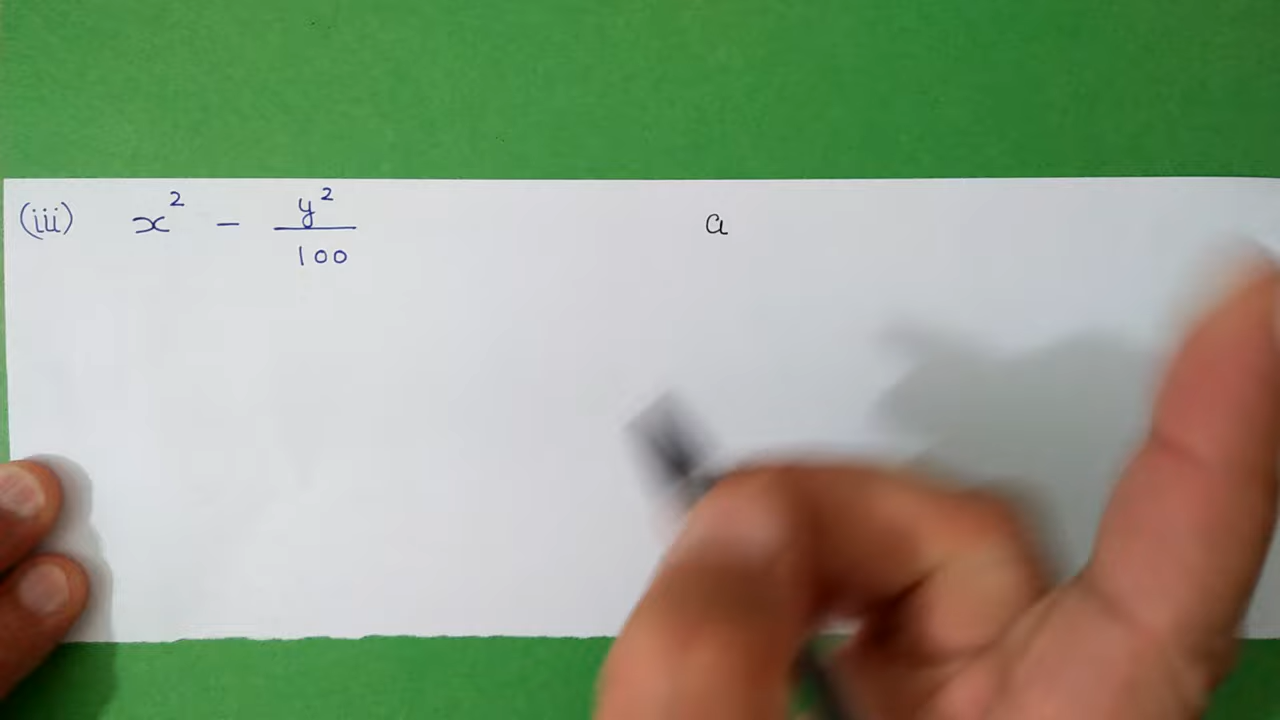 (iii) x² - y²/100
a